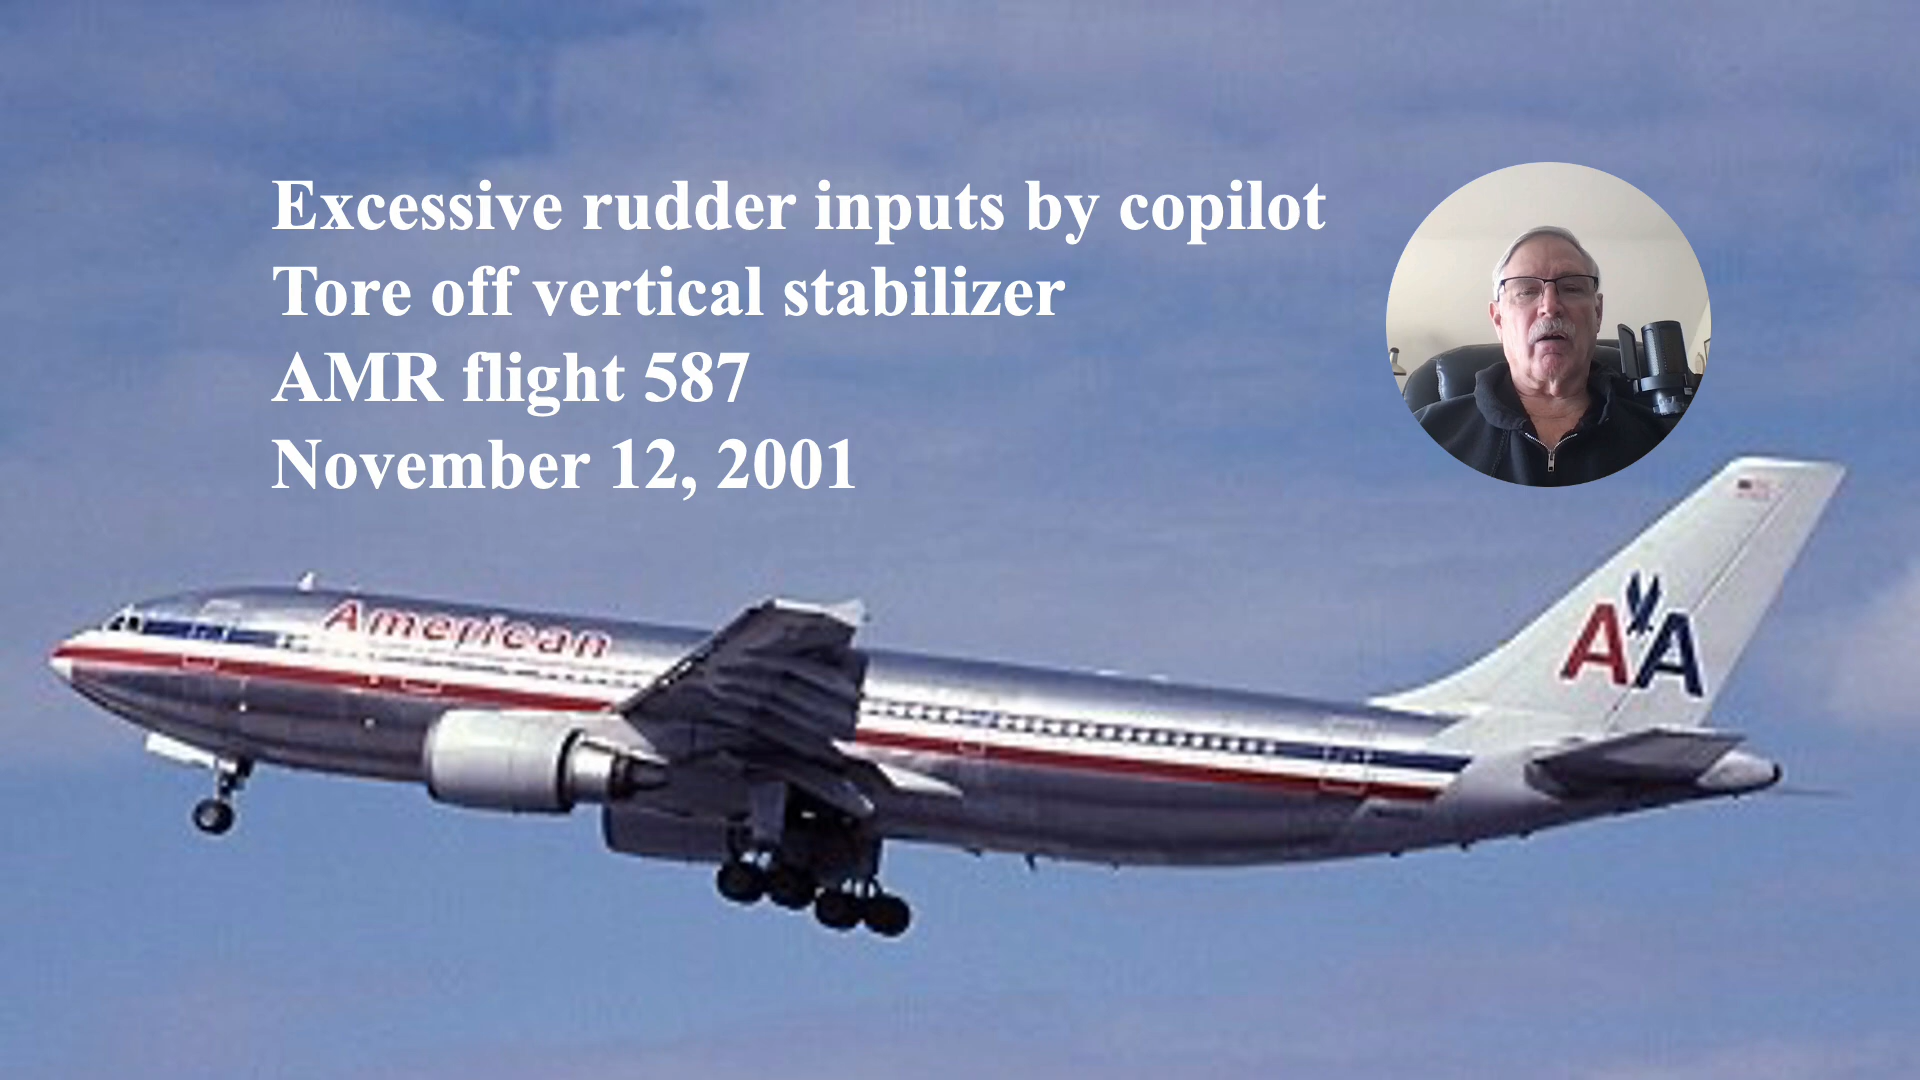 Excessive rudder inputs by copilot
Tore off vertical stabilizer
AMR flight 587
November 12, 2001
American
AA